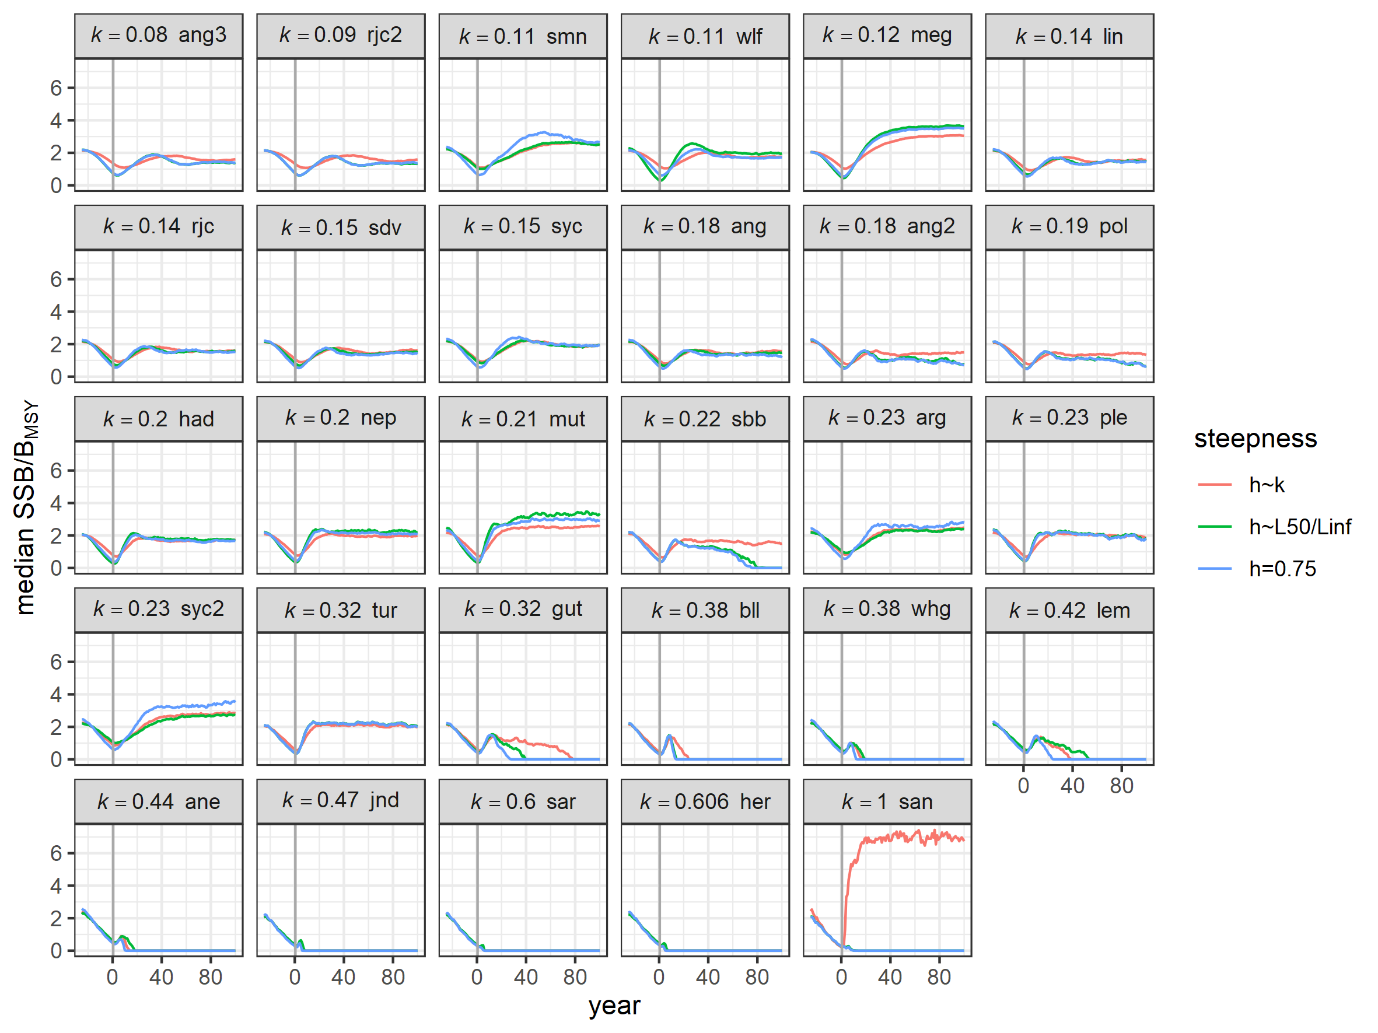 k = 0.08 ang3
k = 0.09 rjc2
k = 0.11 smn
k = 0.11 wlf
k = 0.12 meg
k = 0.14 lin
6
4
2
0
k = 0.14 rjc
k = 0.15 sdv
k = 0.15 syc
k = 0.18 ang
k = 0.18 ang2
k = 0.19 pol
6
4
2
0
k = 0.2 had
k = 0.2 nep
k = 0.21 mut
k = 0.22 sbb
k = 0.23 arg
k = 0.23 ple
6
4
2
0
k = 0.23 syc2
k = 0.32 tur
k = 0.32 gut
k = 0.38 bll
k = 0.38 whg
k = 0.42 lem
6
4
2
0
0 40 80
k = 0.44 ane
k = 0.47 jnd
k = 0.6 sar
k = 0.606 her
k = 1 san
6
4
2
0
0 40 80
0 40 80
0 40 80
0 40 80
0 40 80
year
median SSB/BMSY
steepness
h~k
h~L50/Linf
h=0.75